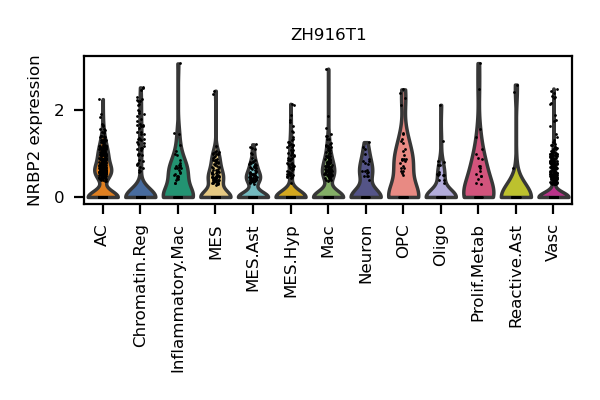 ZH916T1
NRBP2 expression
2
0
AC
Chromatin.Reg
Inflammatory.Mac
MES
MES.Ast
MES.Hyp
Mac
Neuron
OPC
Oligo
Prolif.Metab
Reactive.Ast
Vasc